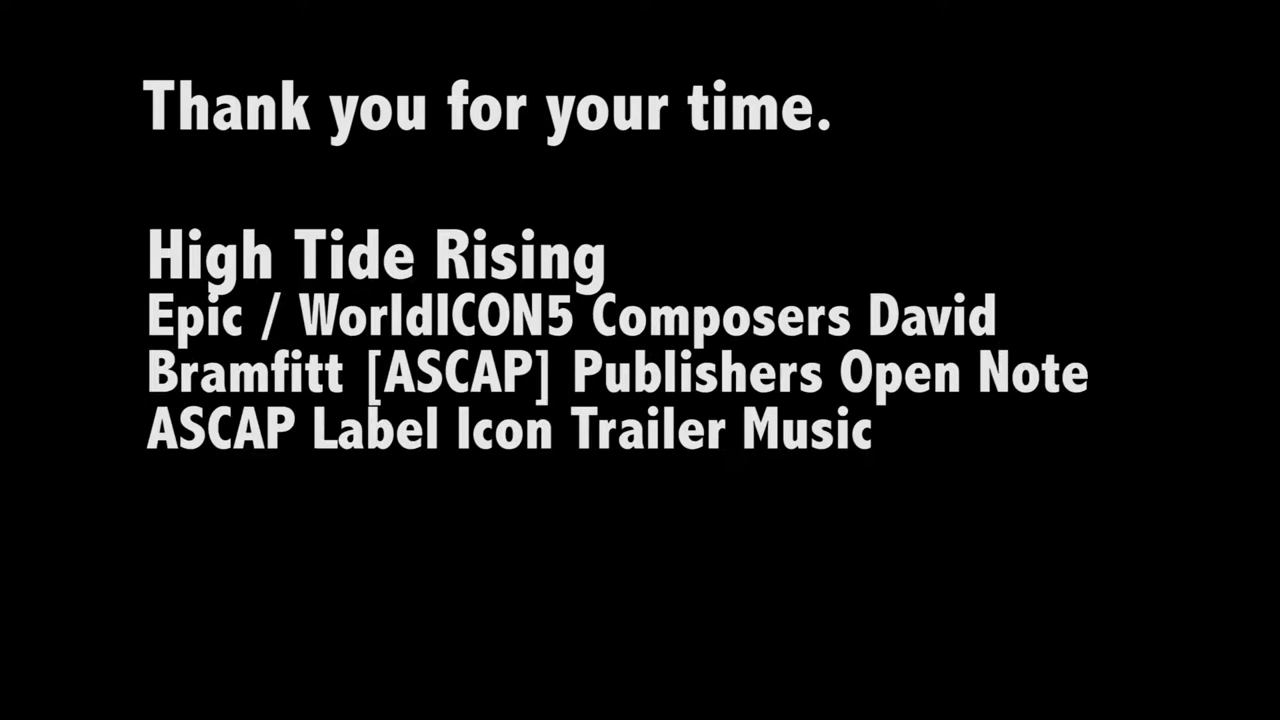 Thank you for your time.
High Tide Rising
Epic / WorldICON5 Composers David
Bramfitt [ASCAP] Publishers Open Note
ASCAP Label Icon Trailer Music